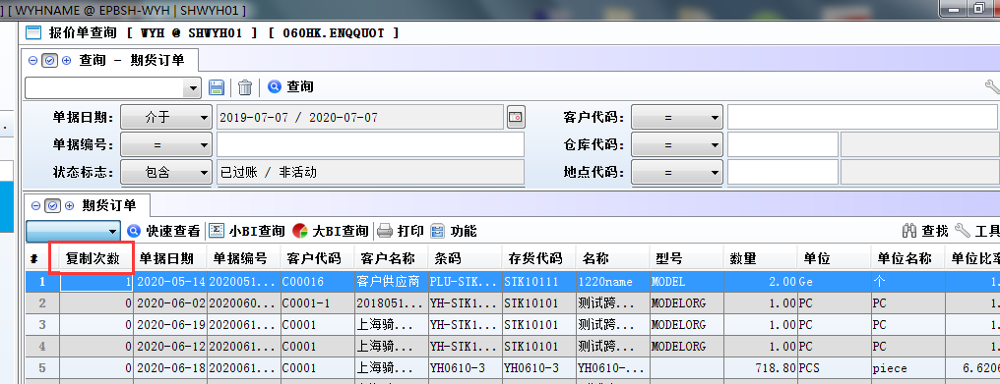 ] [ WYHNAME @ EPBSH-WYH | SHWYH01 ]
报价单查询 [ WYH @ SHWYH01 ] [ 060HK.ENQQUOT ]
查询 - 期货订单
查询
单据日期： 介于 2019-07-07 / 2020-07-07 客户代码： =
单据编号： = 仓库代码： =
状态标志： 包含 已过账 / 非活动 地点代码： =
期货订单
快速查看 小BI查询 大BI查询 打印 功能 查找 工具
# 复制次数 单据日期 单据编号 客户代码 客户名称 条码 存货代码 名称 型号 数量 单位 单位名称 单位比率
1 1 2020-05-14 2020051... C00016 客户供应商 PLU-STK... STK10111 1220name MODEL 2.00 Ge 个 1.
2 0 2020-06-02 2020060... C0001-1 2018051... YH-STK1... STK10101 测试跨... MODELORG 1.00 PC PC 1.
3 0 2020-06-19 2020061... C0001 上海骑... YH-STK1... STK10101 测试跨... MODELORG 1.00 PC PC 1.
4 0 2020-06-12 2020061... C0001 上海骑... YH-STK1... STK10101 测试跨... MODELORG 1.00 PC PC 1.
5 0 2020-06-18 2020061... C0001 上海骑... YH0610-3 YH0610-3 YH0610-... 718.80 PCS piece 6.6206